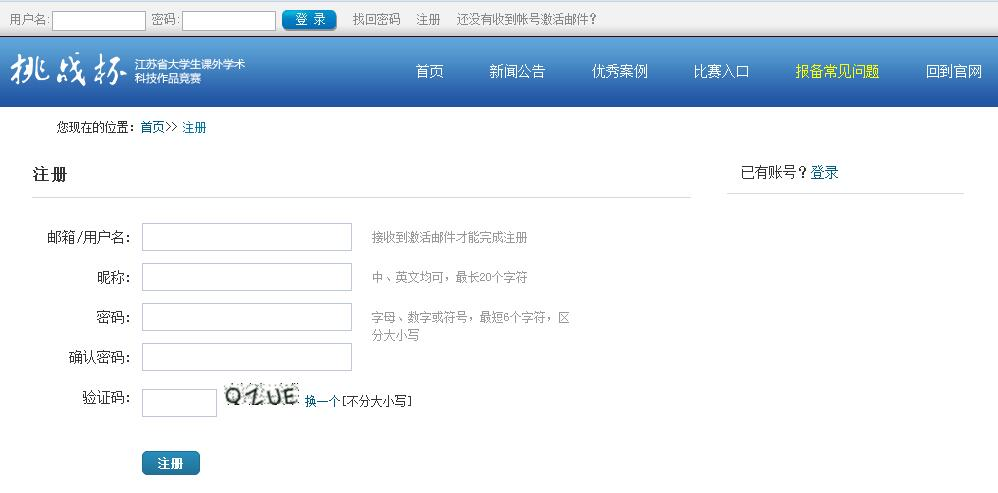 用户名: 密码: 登 录 找回密码 注册 还没有收到帐号激活邮件？
挑战杯 江苏省大学生课外学术
科技作品竞赛
首页 新闻公告 优秀案例 比赛入口 报备常见问题 回到官网
您现在的位置：首页>> 注册
注册
已有账号？登录
邮箱/用户名： 接收到激活邮件才能完成注册
昵称： 中、英文均可，最长20个字符
密码： 字母、数字或符号，最短6个字符，区
分大小写
确认密码：
验证码： QZUE 换一个[不分大小写]
注册